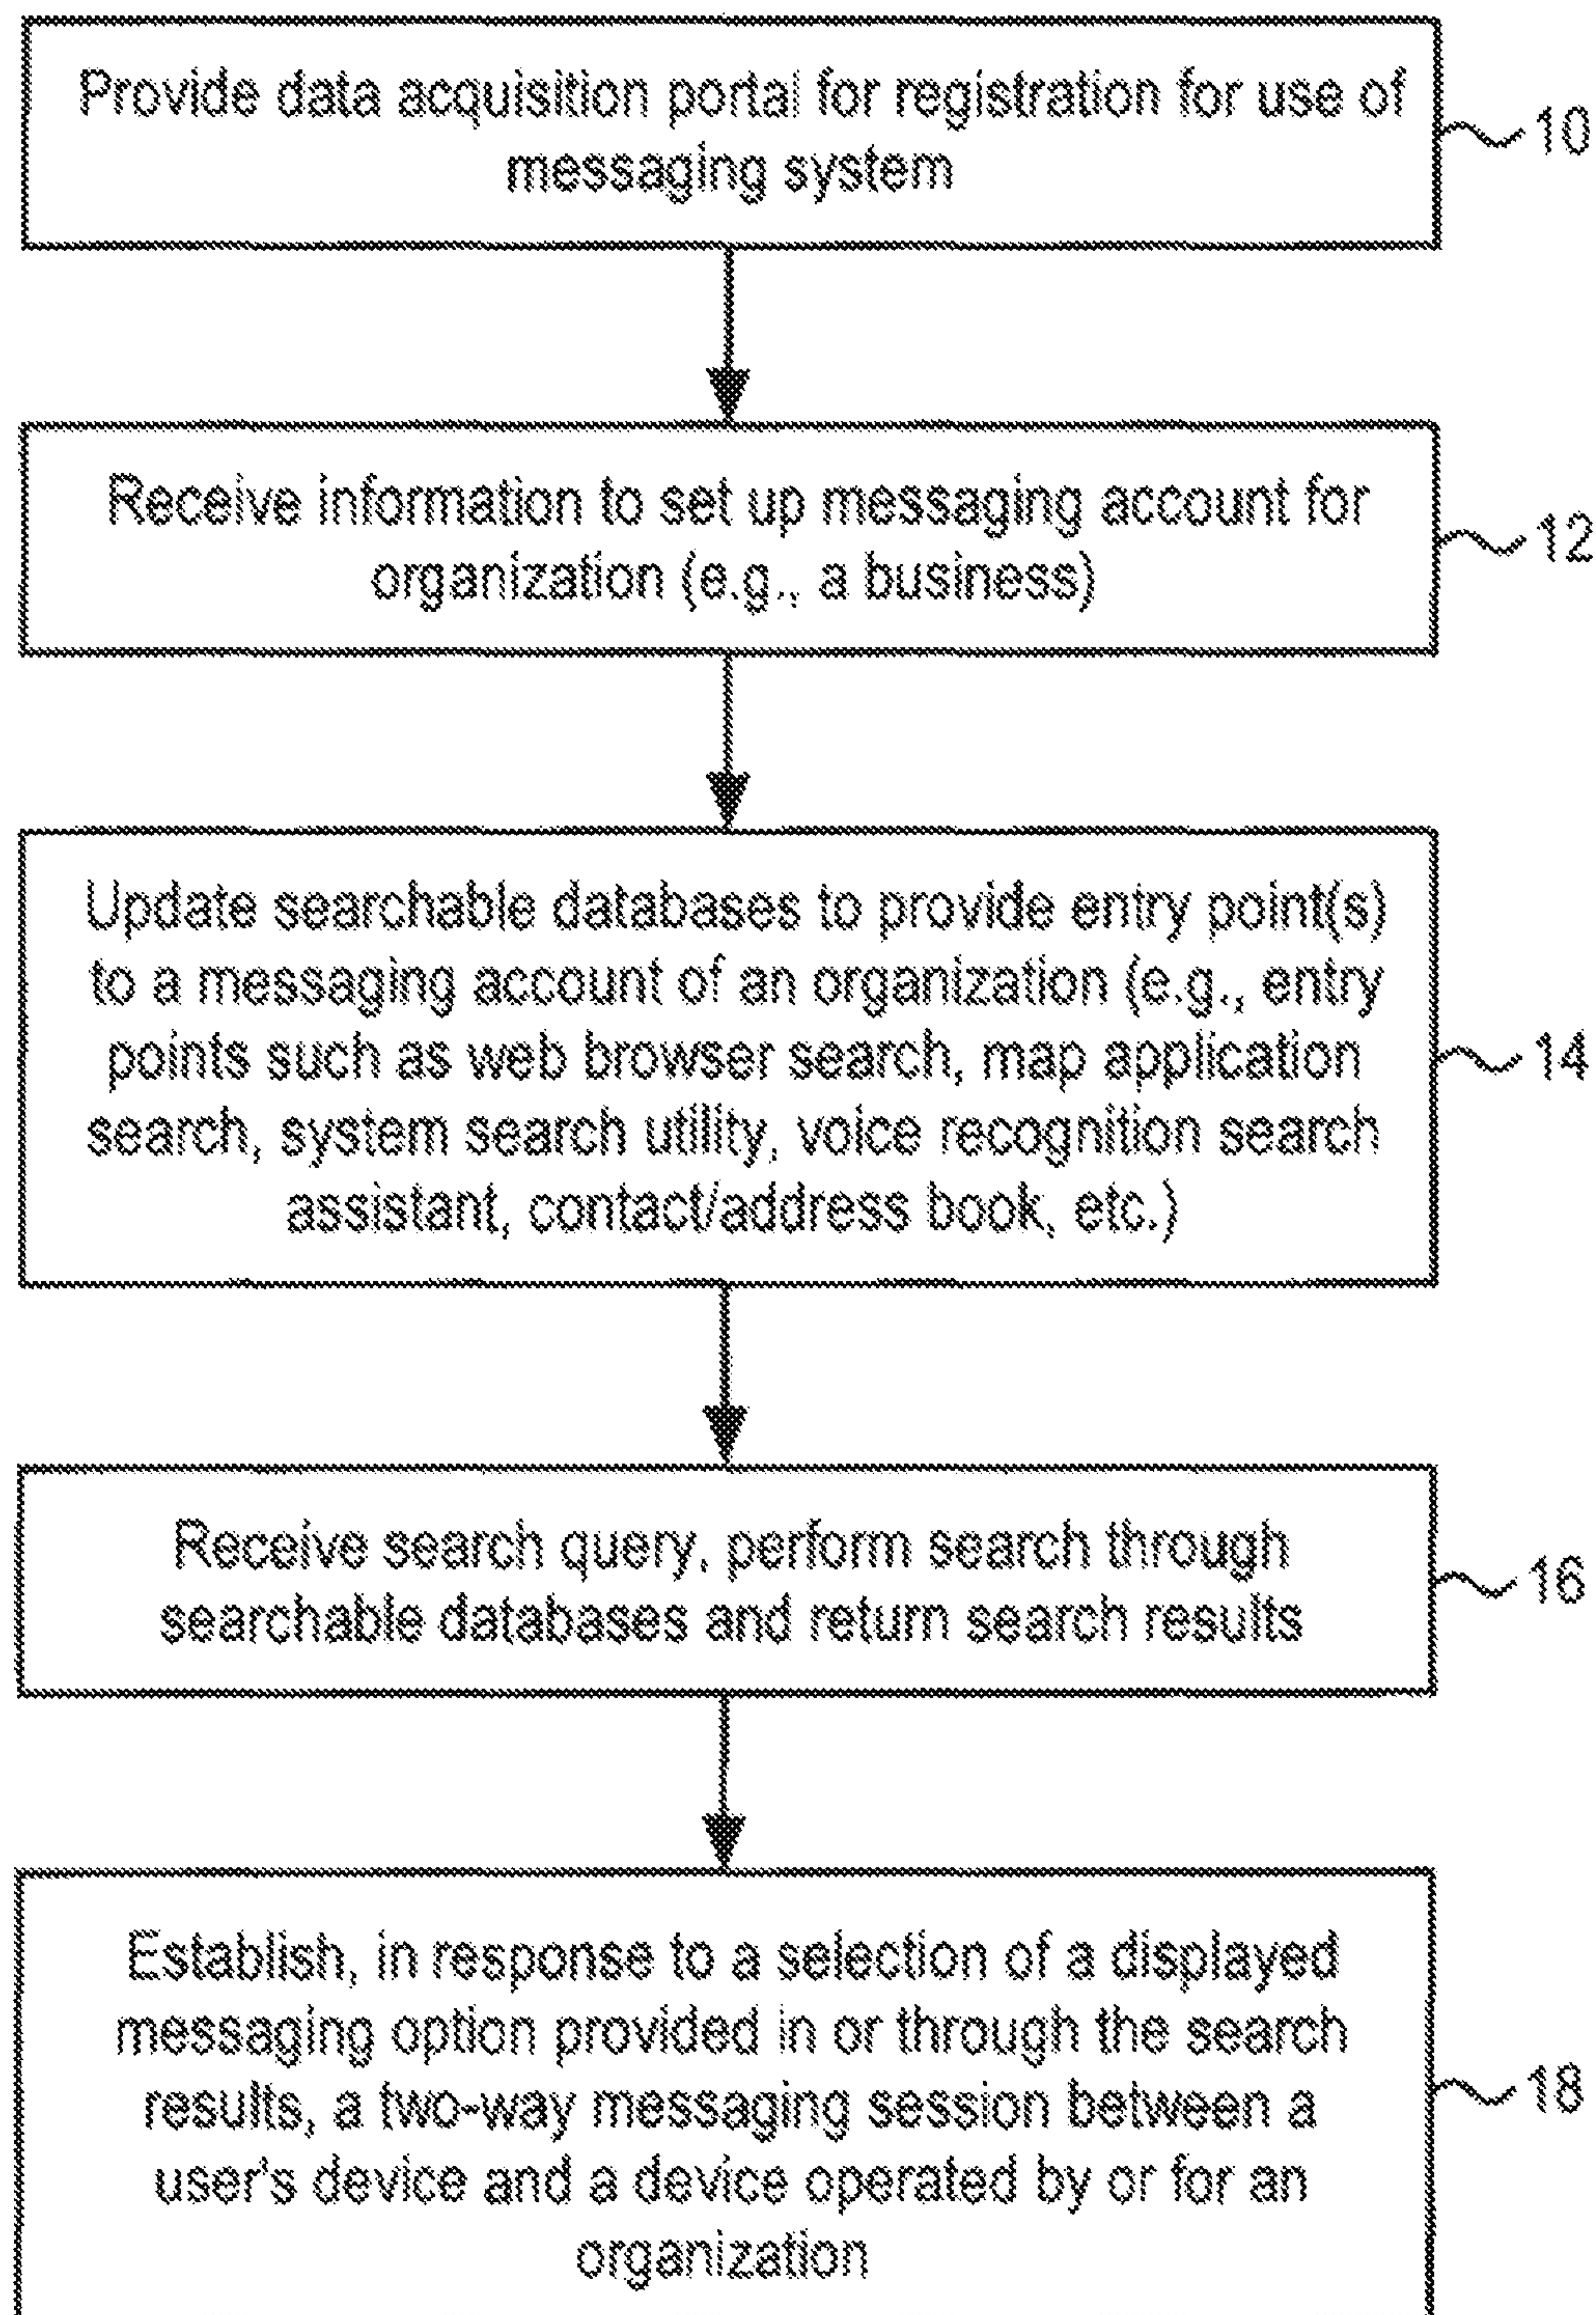 Provide data acquisition portal for registration for use of
messaging system
10
Receive information to set up messaging account for
organization (e.g., a business)
12
Update searchable databases to provide entry point(s)
to a messaging account of an organization (e.g., entry
points such as web browser search, map application
search, system search utility, voice recognition search
assistant, contact/address book, etc.)
14
Receive search query, perform search through
searchable databases and return search results
16
Establish, in response to a selection of a displayed
messaging option provided in or through the search
results, a two-way messaging session between a
user's device and a device operated by or for an
organization
18